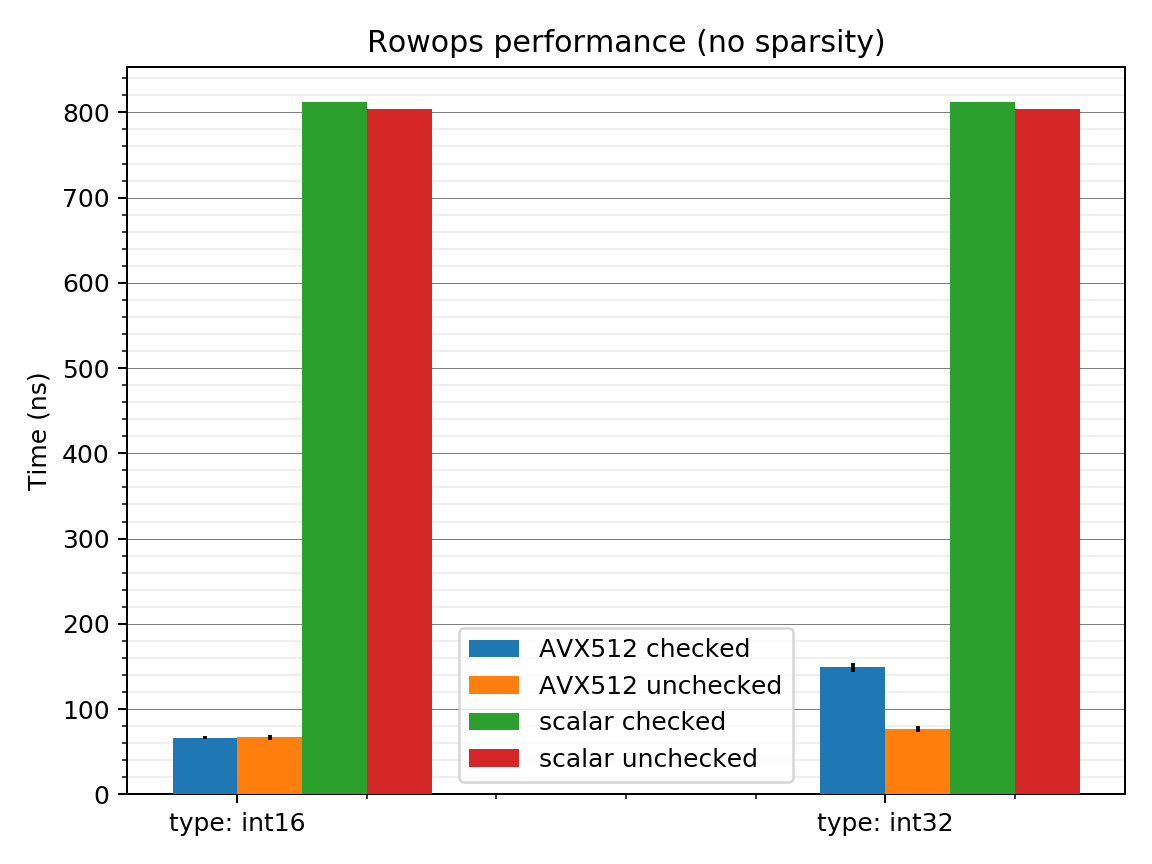 Rowops performance (no sparsity)
Time (ns)
800
700
600
500
400
300
200
100
0
AVX512 checked
AVX512 unchecked
scalar checked
scalar unchecked
type: int16
type: int32